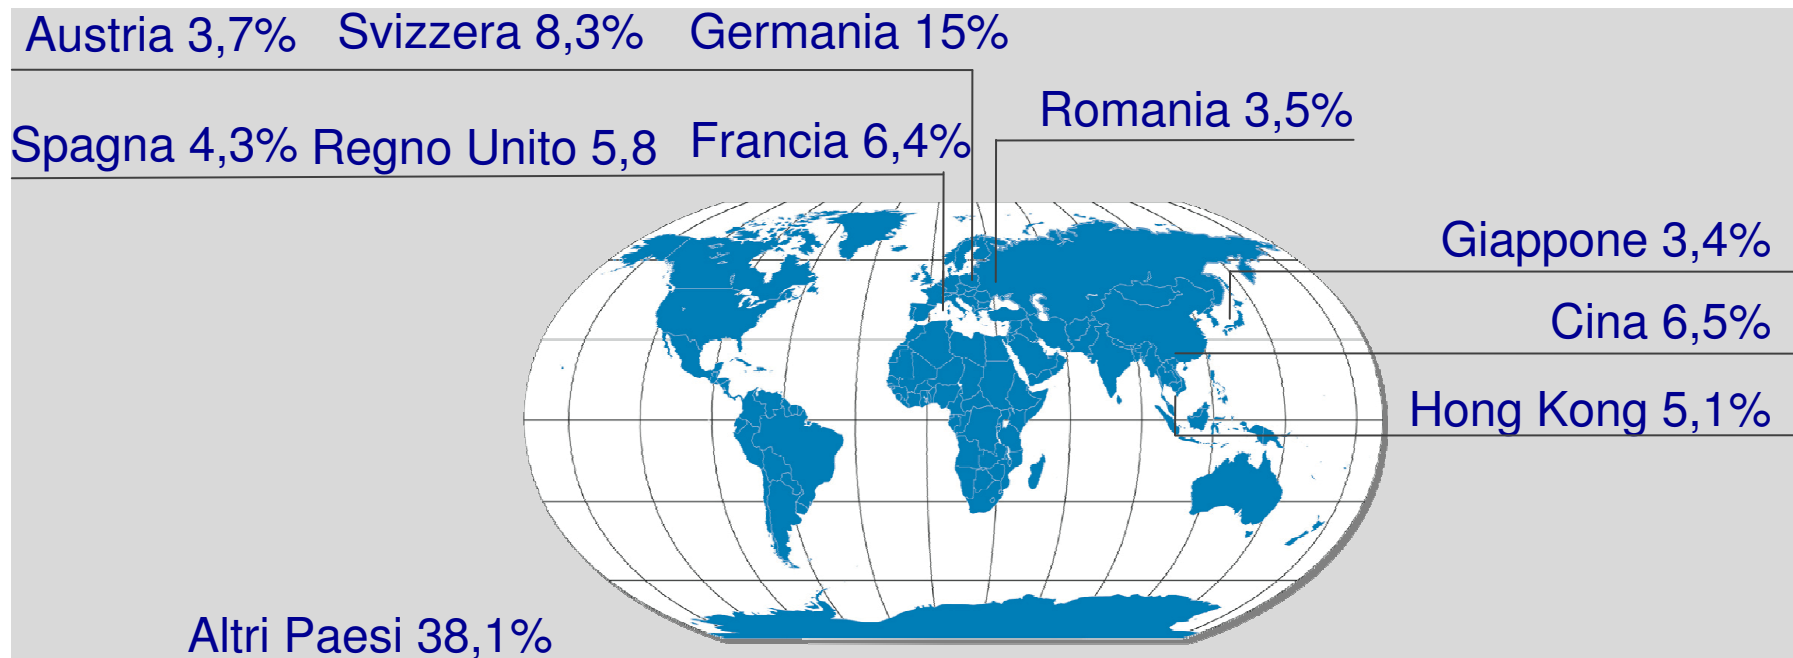 Austria 3,7% Svizzera 8,3% Germania 15%
Romania 3,5%
Spagna 4,3% Regno Unito 5,8 Francia 6,4%
Giappone 3,4%
Cina 6,5%
Hong Kong 5,1%
Altri Paesi 38,1%